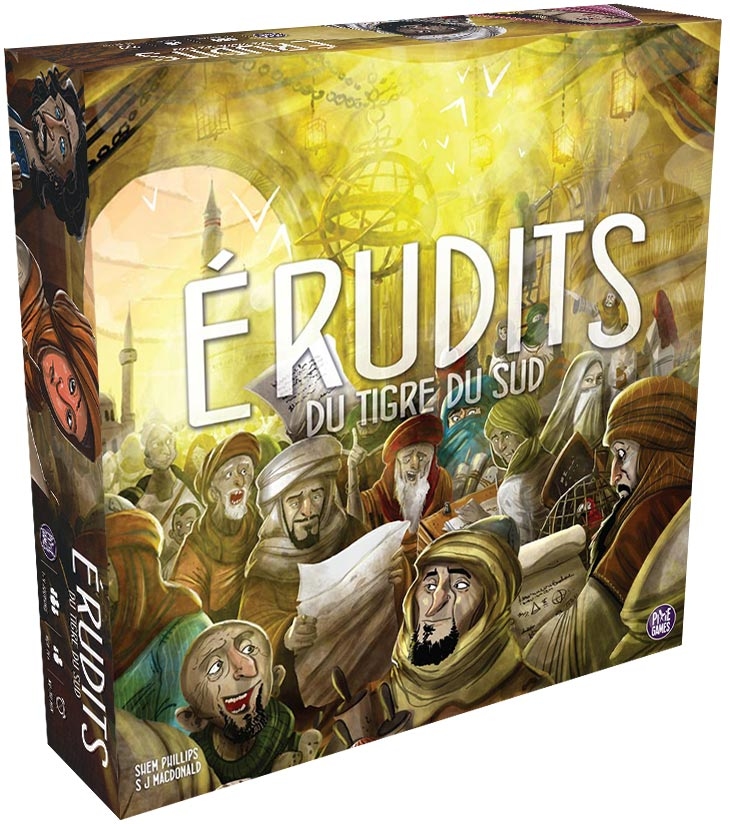 ÉRUDITS
DU TIGRE DU SUD
PIXIE
GAMES
SHEM PHILLIPS
S J MACDONALD
ÉRUDITS
DU TIGRE DU SUD